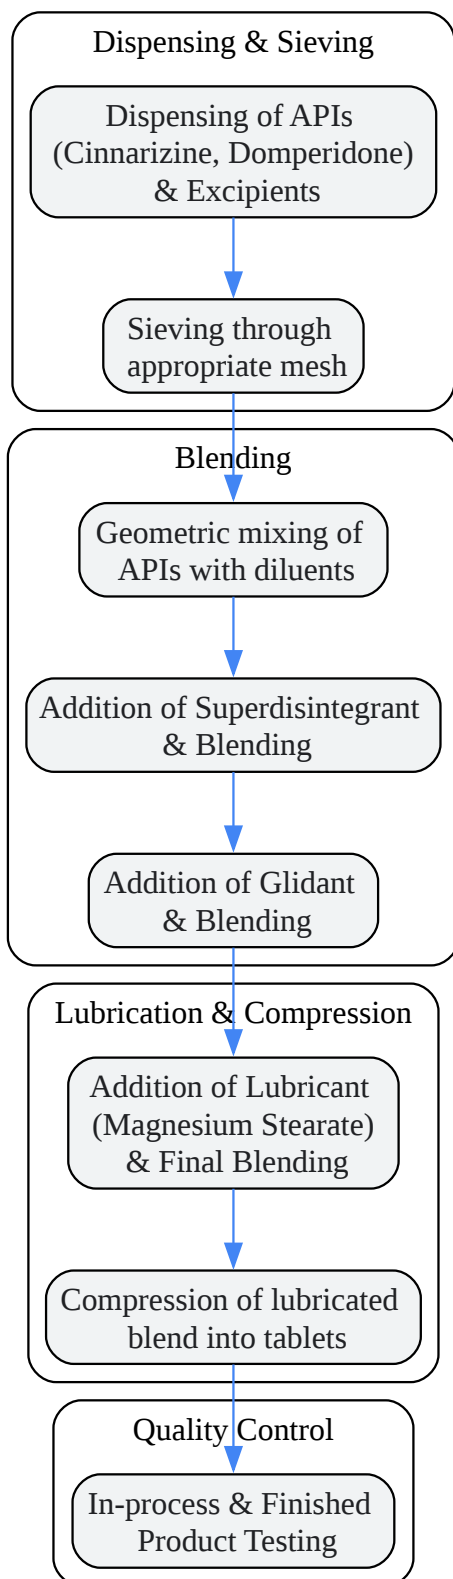 Dispensing & Sieving
Dispensing of APIs
(Cinnarizine, Domperidone)
& Excipients
Sieving through
appropriate mesh
Blending
Geometric mixing of
APIs with diluents
Addition of Superdisintegrant
& Blending
Addition of Glidant
& Blending
Lubrication & Compression
Addition of Lubricant
(Magnesium Stearate)
& Final Blending
Compression of lubricated
blend into tablets
Quality Control
In-process & Finished
Product Testing